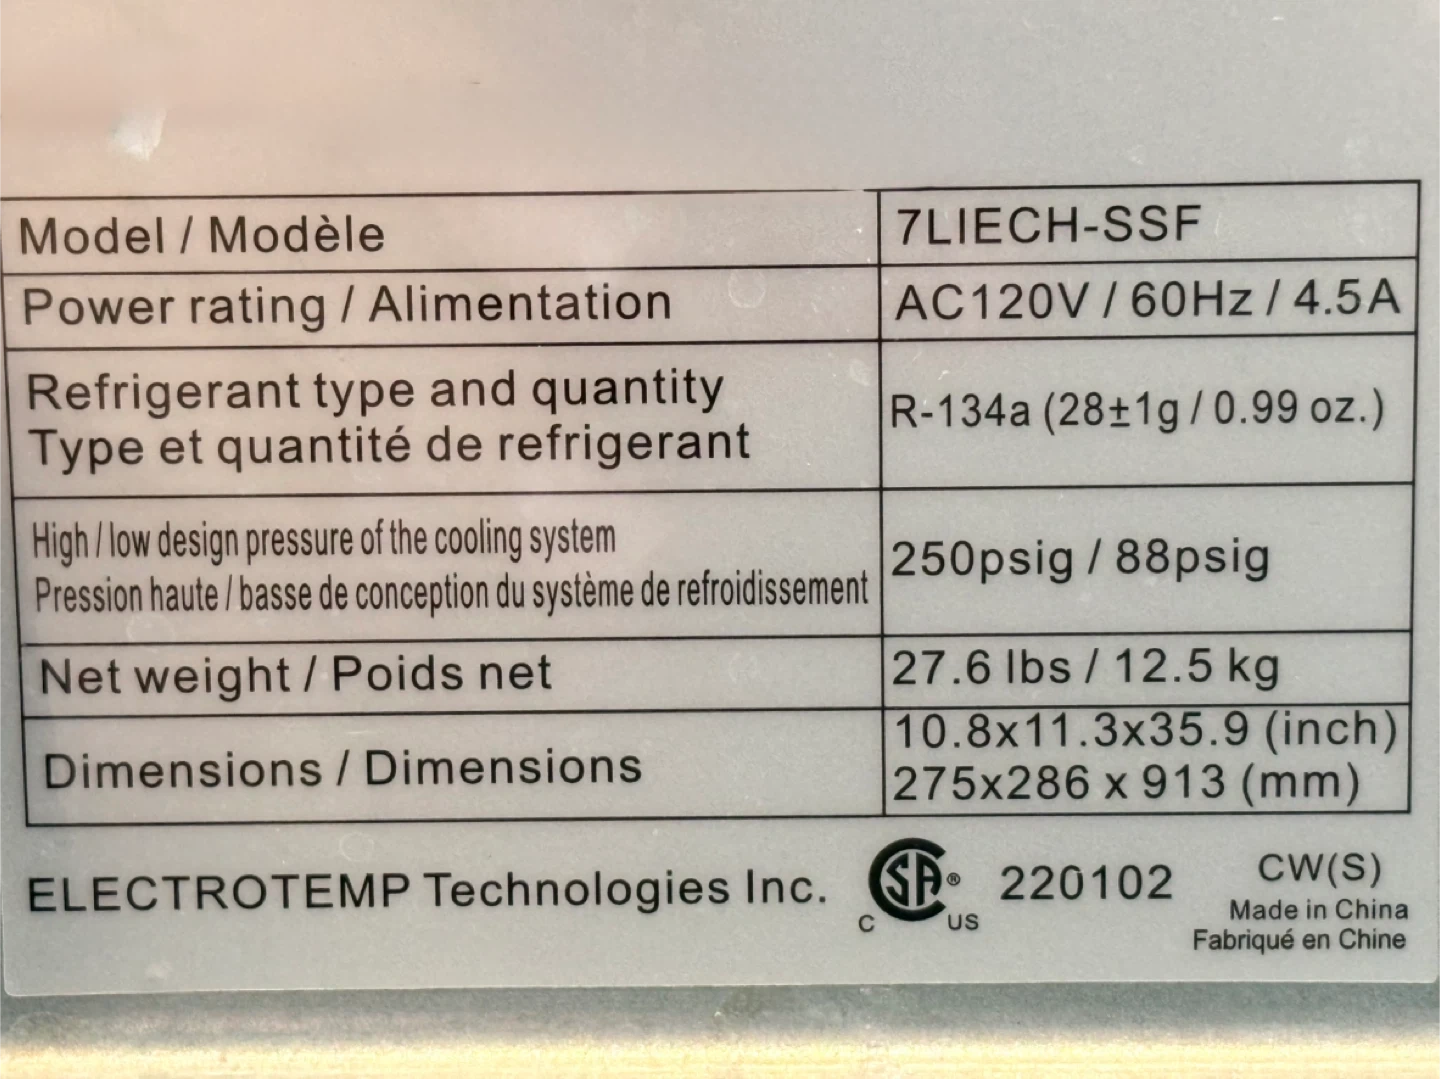 Model / Modèle 7LIECH-SSF
Power rating / Alimentation AC120V / 60Hz / 4.5A
Refrigerant type and quantity
Type et quantité de refrigerant
R-134a (28±1g / 0.99 oz.)
High / low design pressure of the cooling system
Pression haute / basse de conception du système de refroidissement
250psig / 88psig
Net weight / Poids net 27.6 lbs / 12.5 kg
Dimensions / Dimensions
10.8x11.3x35.9 (inch)
275x286 x 913 (mm)
ELECTROTEMP Technologies Inc. C SA® US 220102
CW(S)
Made in China
Fabriqué en Chine